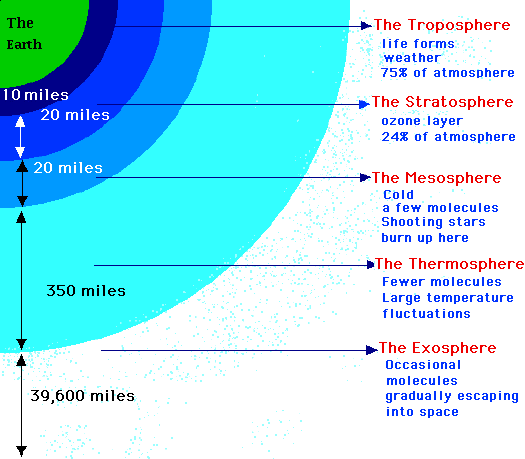 The
Earth
10 miles
20 miles
20 miles
350 miles
39,600 miles
The Troposphere
life forms
weather
75% of atmosphere
The Stratosphere
ozone layer
24% of atmosphere
The Mesosphere
Cold
a few molecules
Shooting stars
burn up here
The Thermosphere
Fewer molecules
Large temperature
fluctuations
The Exosphere
Occasional
molecules
gradually escaping
into space